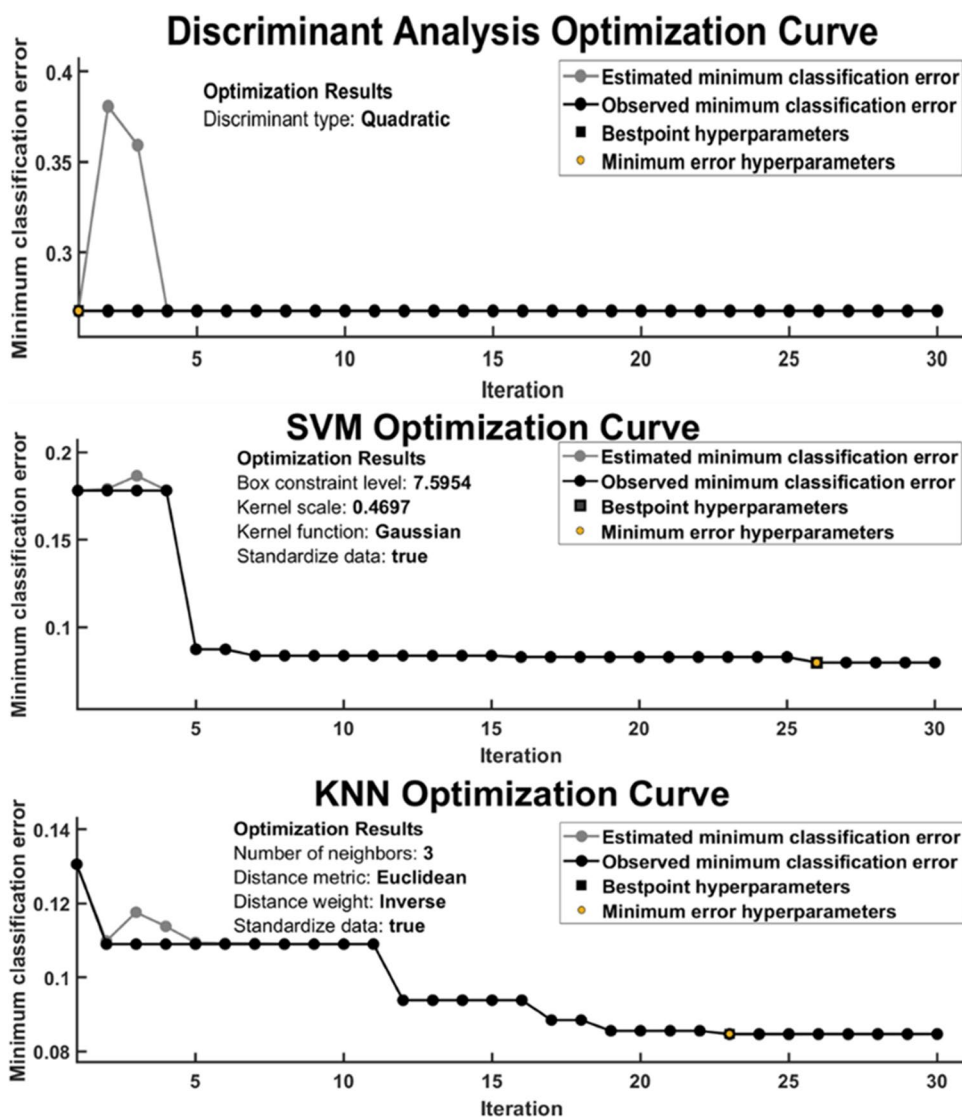 Discriminant Analysis Optimization Curve
Minimum classification error
0.4
0.35
0.3
Optimization Results
Discriminant type: Quadratic
Estimated minimum classification error
Observed minimum classification error
Bestpoint hyperparameters
Minimum error hyperparameters
5 10 15 20 25 30
Iteration
SVM Optimization Curve
Minimum classification error
0.2
0.15
0.1
Optimization Results
Box constraint level: 7.5954
Kernel scale: 0.4697
Kernel function: Gaussian
Standardize data: true
Estimated minimum classification error
Observed minimum classification error
Bestpoint hyperparameters
Minimum error hyperparameters
5 10 15 20 25 30
Iteration
KNN Optimization Curve
Minimum classification error
0.14
0.12
0.1
0.08
Optimization Results
Number of neighbors: 3
Distance metric: Euclidean
Distance weight: Inverse
Standardize data: true
Estimated minimum classification error
Observed minimum classification error
Bestpoint hyperparameters
Minimum error hyperparameters
5 10 15 20 25 30
Iteration